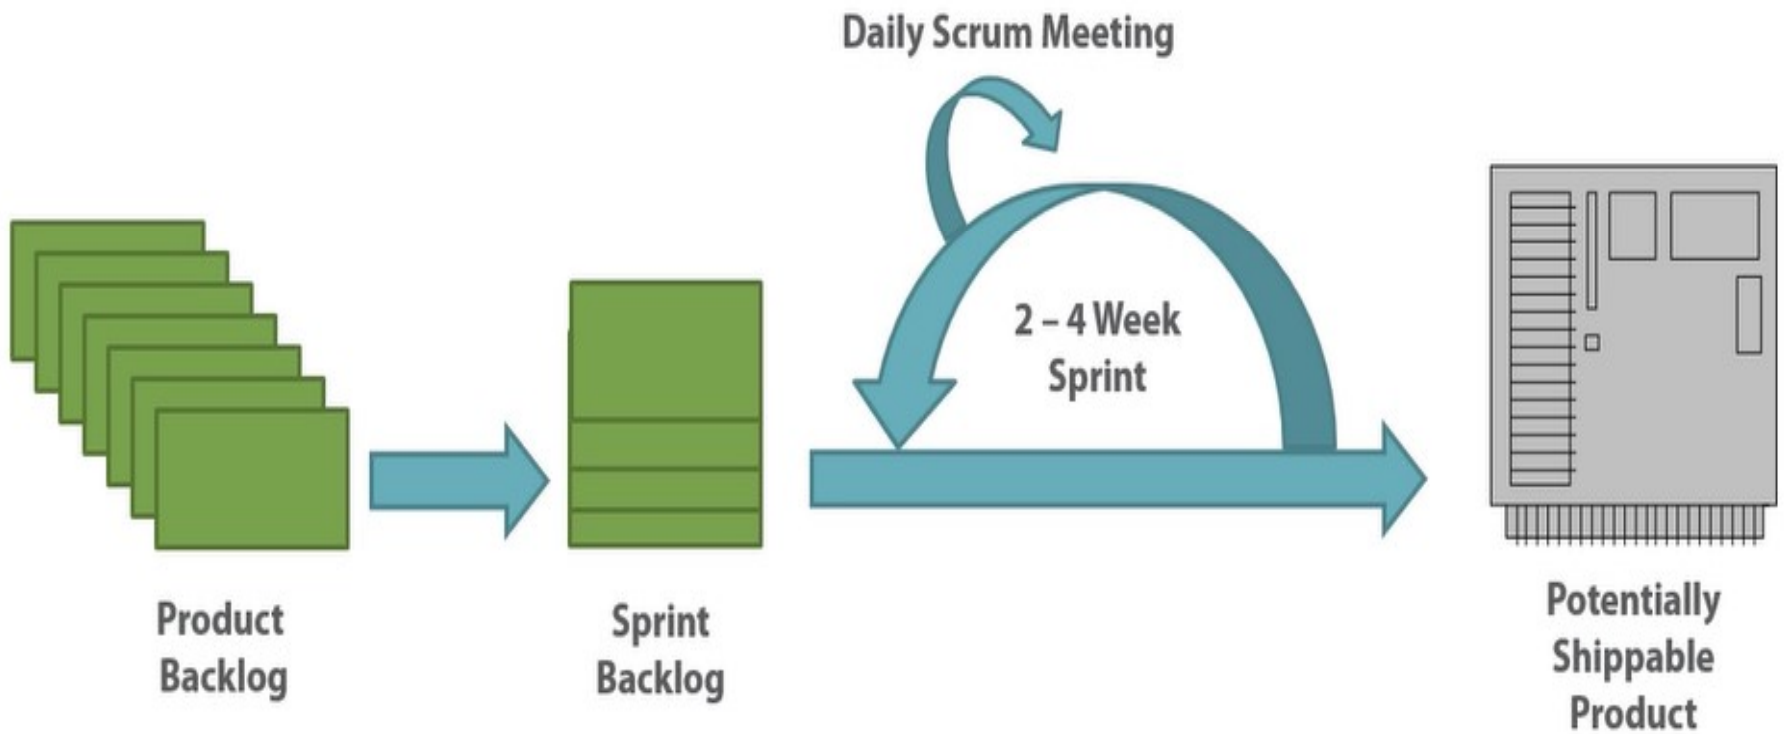 Daily Scrum Meeting
2 – 4 Week
Sprint
Product
Backlog
Sprint
Backlog
Potentially
Shippable
Product